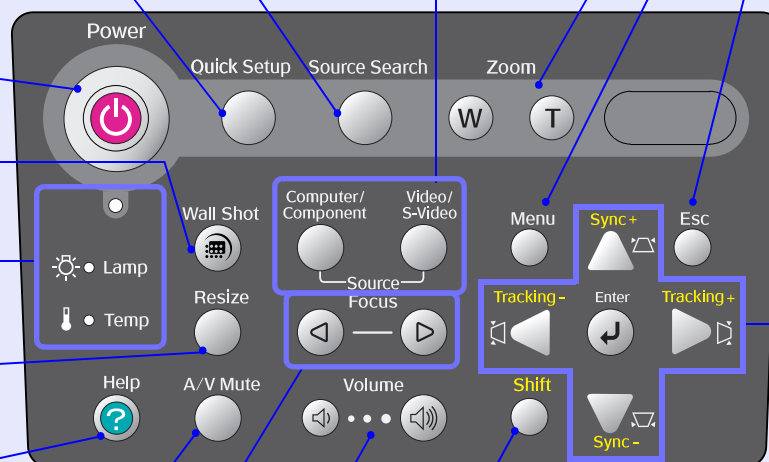 Power
Quick Setup
Source Search
Zoom
W
T
Wall Shot
Computer/
Component
Video/
S-Video
Source
Menu
Sync+
Esc
Lamp
Temp
Resize
Focus
Tracking-
Enter
Tracking+
Help
?
A/V Mute
Volume
Shift
Sync-